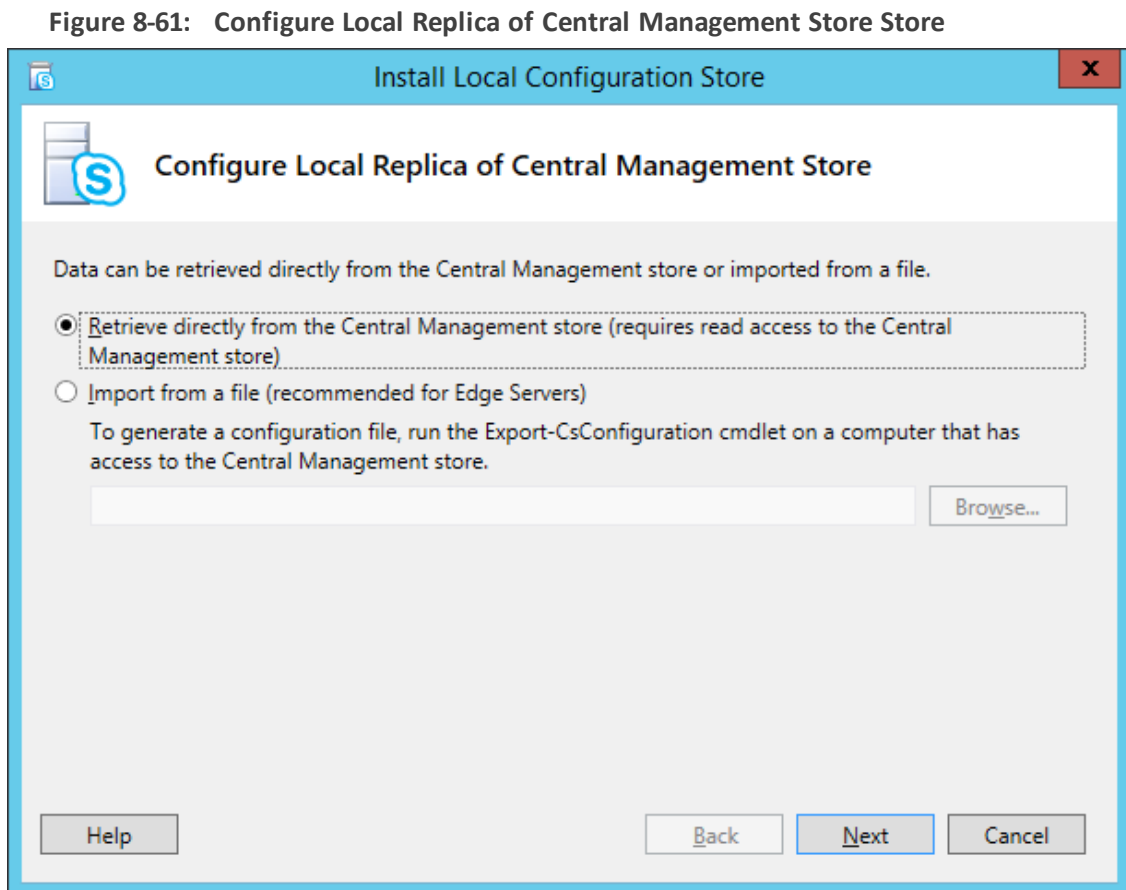 Figure 8-61: Configure Local Replica of Central Management Store Store
Install Local Configuration Store
x
Configure Local Replica of Central Management Store
Data can be retrieved directly from the Central Management store or imported from a file.
Retrieve directly from the Central Management store (requires read access to the Central
Management store)
Import from a file (recommended for Edge Servers)
To generate a configuration file, run the Export-CsConfiguration cmdlet on a computer that has
access to the Central Management store.
Browse...
Help
Back
Next
Cancel